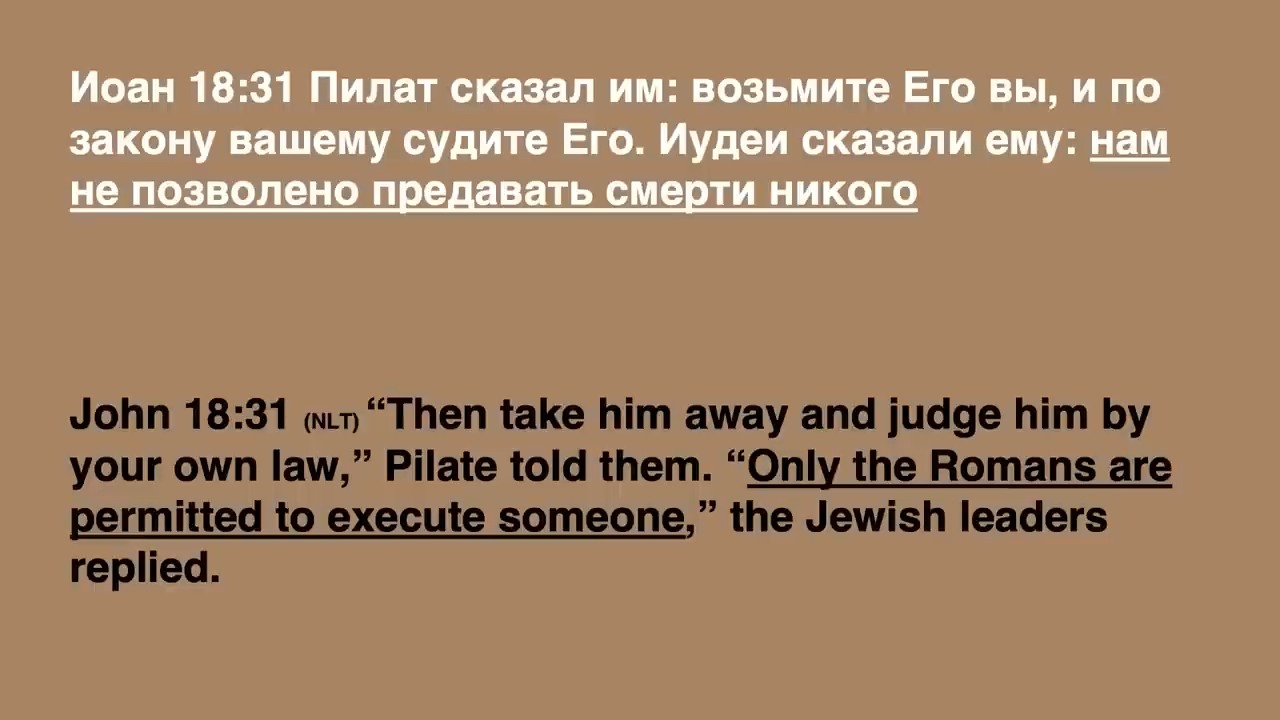 Иоан 18:31 Пилат сказал им: возьмите Его вы, и по
закону вашему судите Его. Иудеи сказали ему: нам
не позволено предавать смерти никого
John 18:31 (NLT) “Then take him away and judge him by
your own law,” Pilate told them. “Only the Romans are
permitted to execute someone,” the Jewish leaders
replied.